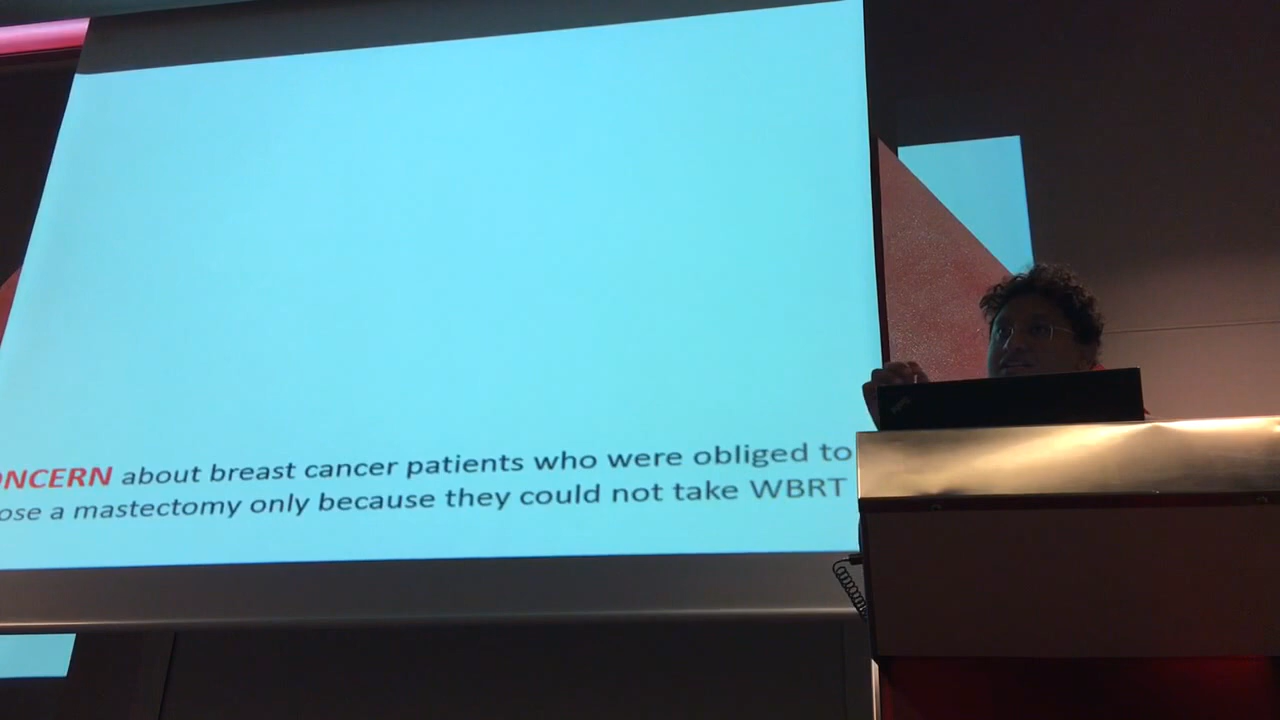 ONCERN about breast cancer patients who were obliged to
ose a mastectomy only because they could not take WBRT